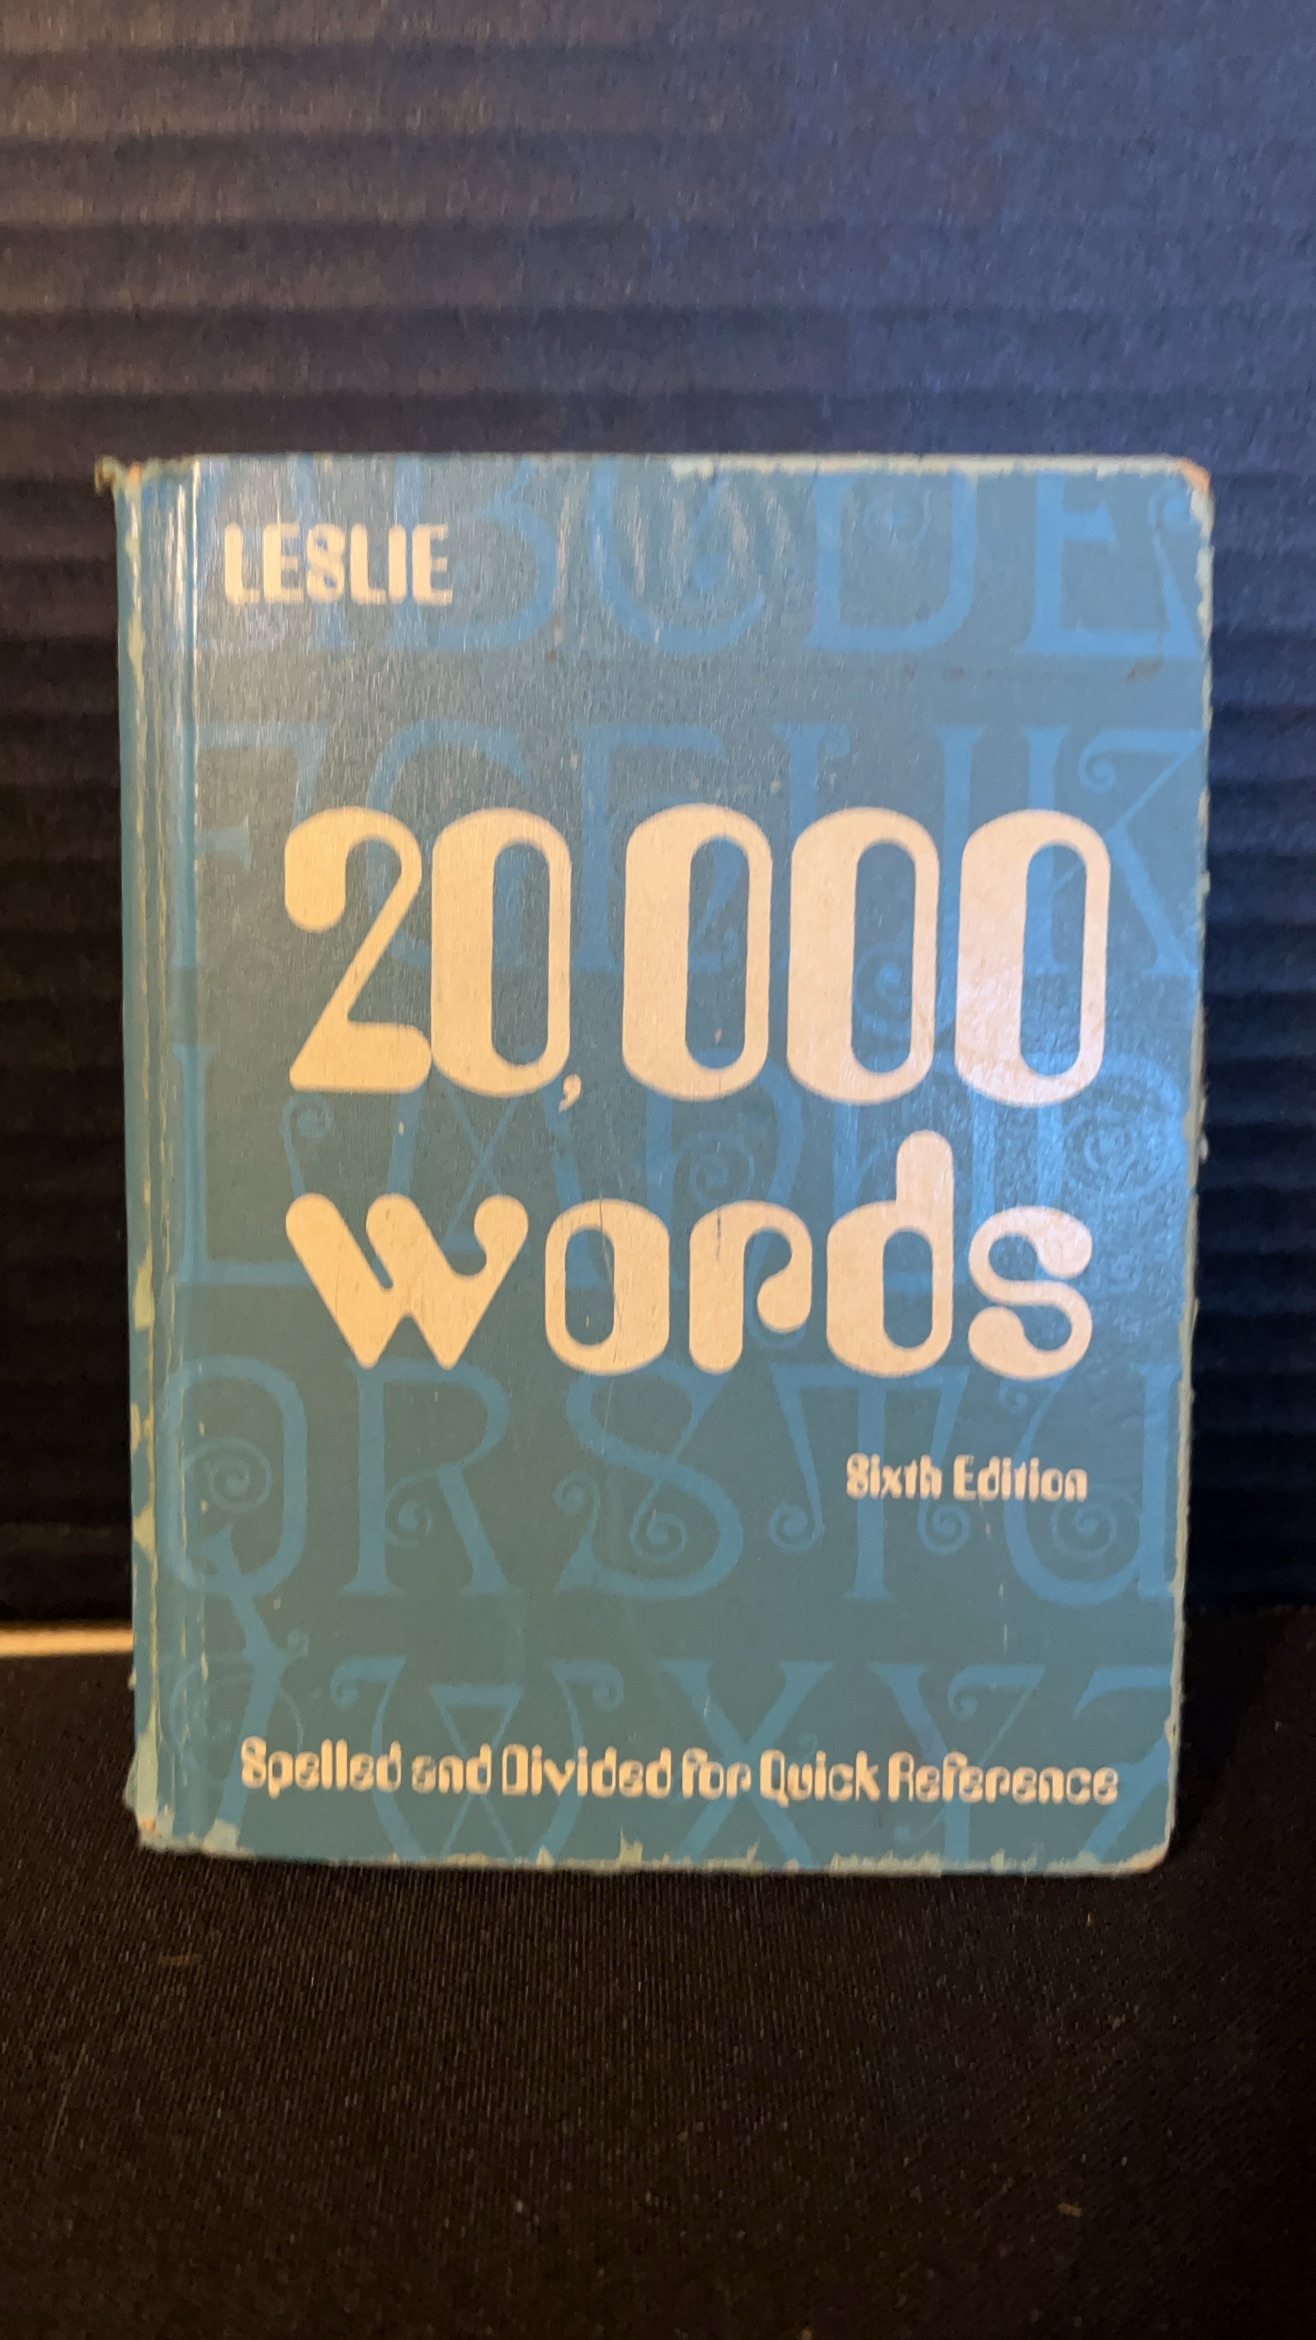 LESLIE
20,000
words
Sixth Edition
Spelled and Divided for Quick Reference